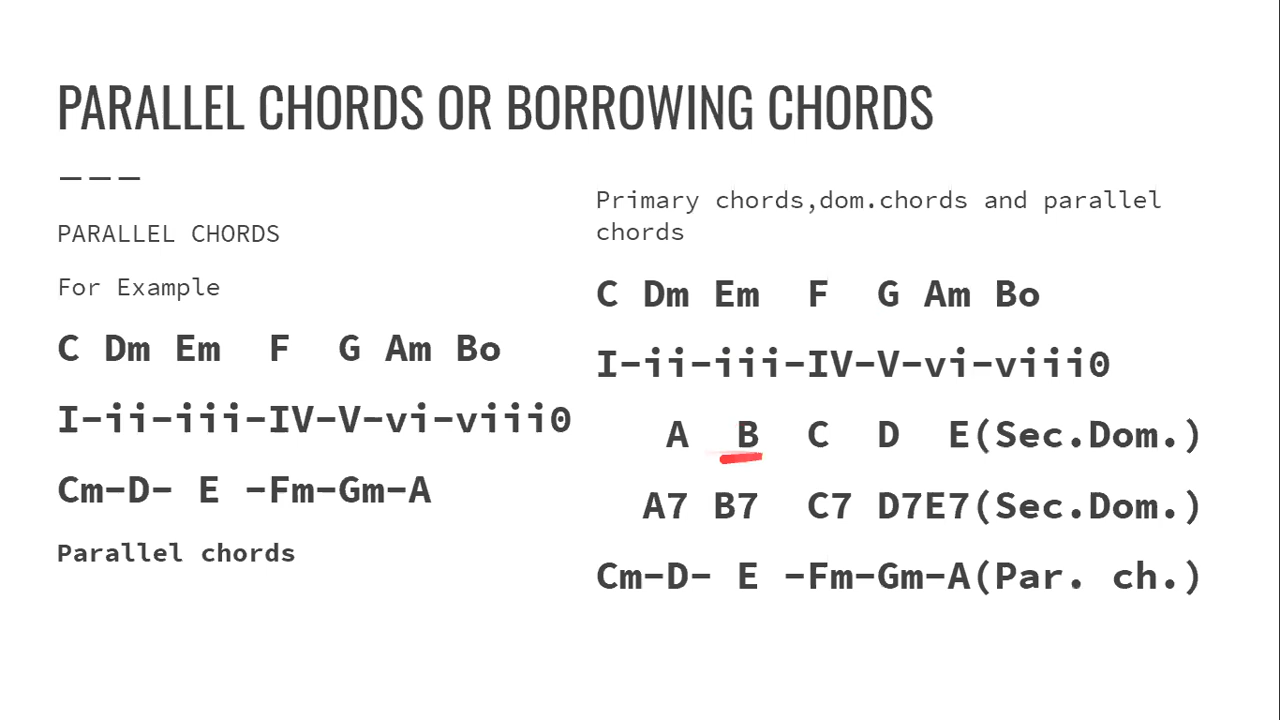 PARALLEL CHORDS OR BORROWING CHORDS
PARALLEL CHORDS
For Example
C Dm Em F G Am Bo
I-ii-iii-IV-V-vi-viii0
Cm-D- E -Fm-Gm-A
Parallel chords
Primary chords,dom.chords and parallel
chords
C Dm Em F G Am Bo
I-ii-iii-IV-V-vi-viii0
A B C D E(Sec.Dom.)
A7 B7 C7 D7E7(Sec.Dom.)
Cm-D- E -Fm-Gm-A(Par. ch.)